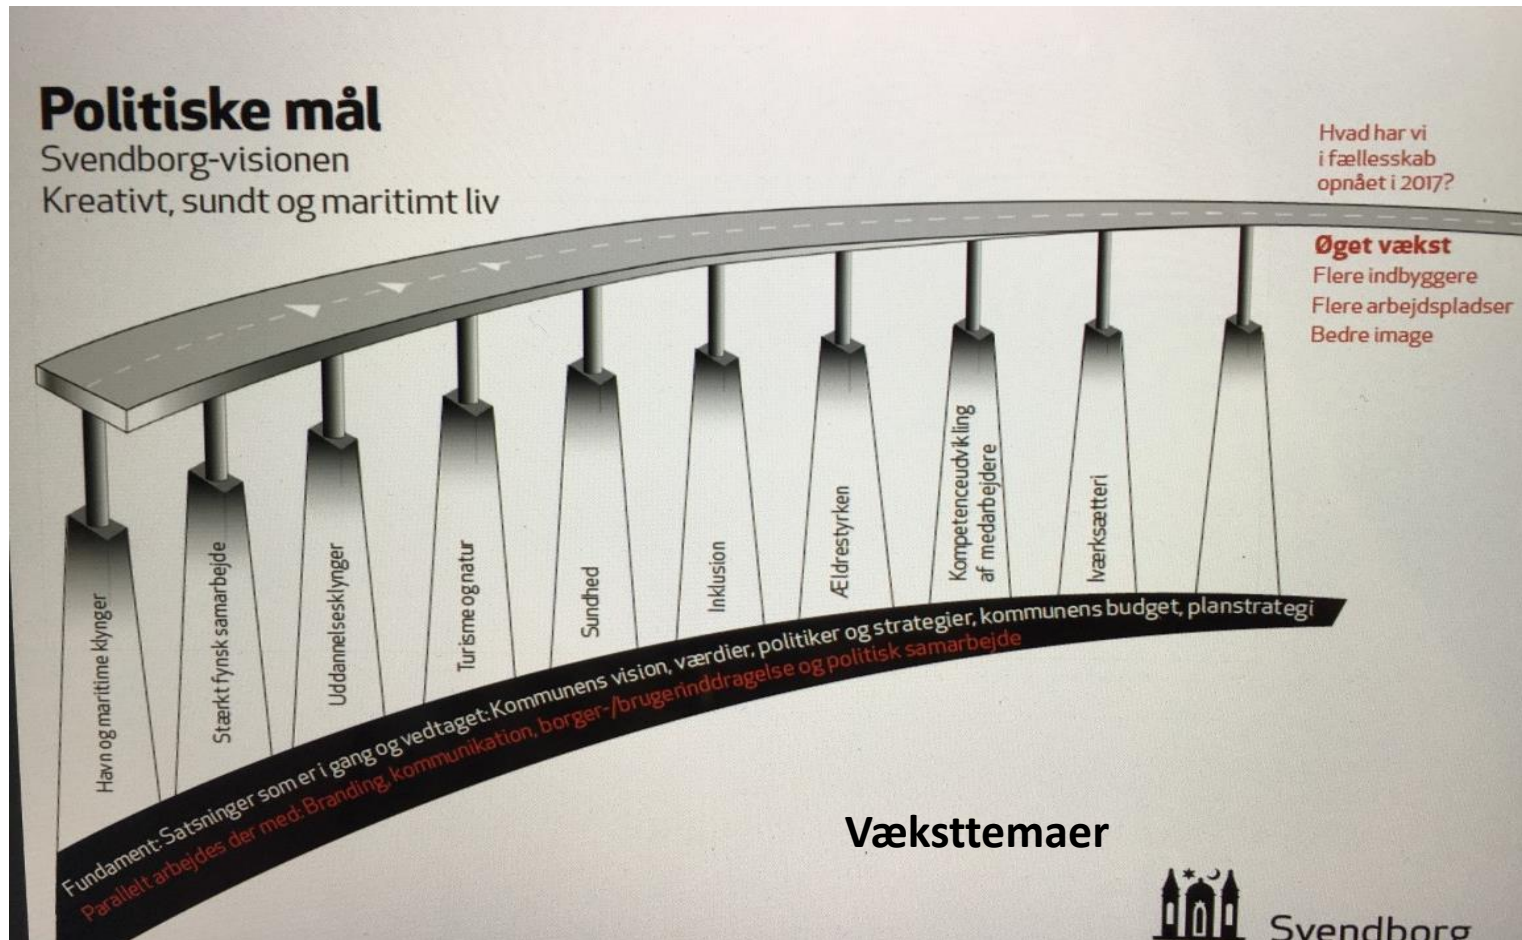 Politiske mål
Svendborg-visionen
Kreativt, sundt og maritimt liv
Hvad har vi
i fællesskab
opnået i 2017?
Øget vækst
Flere indbyggere
Flere arbejdspladser
Bedre image
Havn og maritime klynger
Stærkt fynsk samarbejde
Uddannelsesklynger
Turisme og natur
Sundhed
Inklusion
Ældrestyrken
Kompetenceudvikling
af medarbejdere
Iværksætteri
Fundament: Satsninger som er i gang og vedtaget: Kommunens vision, værdier, politiker og strategier, kommunens budget, planstrategi
Parallelt arbejdes der med: Branding, kommunikation, borger-/brugerinddragelse og politisk samarbejde
Væksttemaer
Svendborg